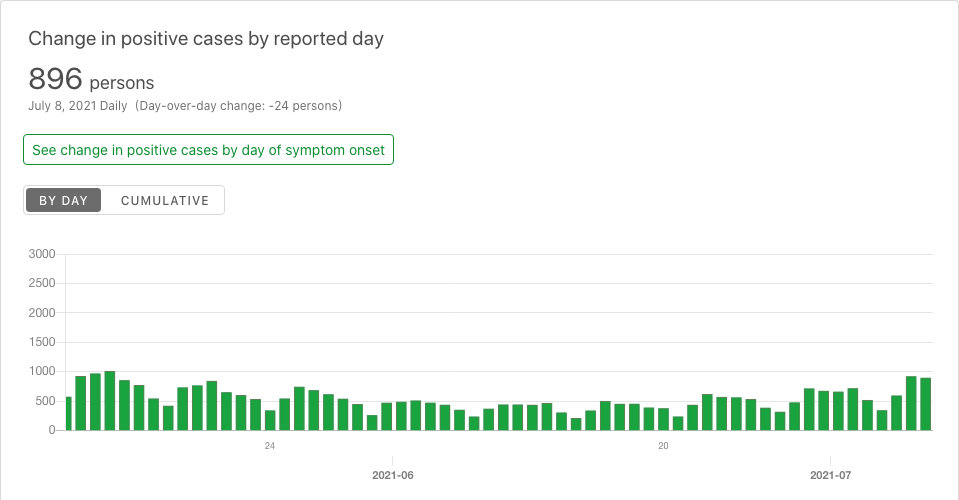 Change in positive cases by reported day
896 persons
July 8, 2021 Daily (Day-over-day change: -24 persons)
See change in positive cases by day of symptom onset
BY DAY CUMULATIVE
3000
2500
2000
1500
1000
500
0
24 20
2021-06 2021-07